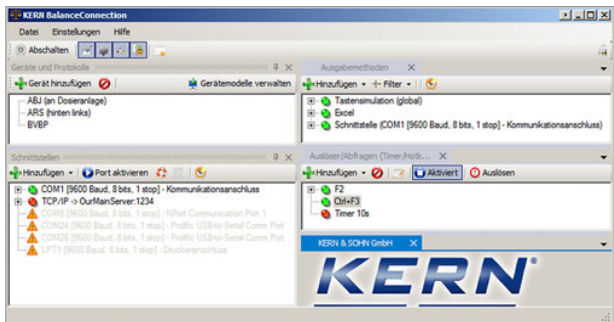 KERN BalanceConnection
Datei Einstellungen Hilfe
Abschalten
Geräte und Protokolle
Gerät hinzufügen Gerätemodelle verwalten
ABJ (an Dosieranlage)
ARS (hinten links)
BVBP
Ausgabemethoden
Hinzufügen Filter
Tastensimulation (global)
Excel
Schnittstelle (COM1 [9600 Baud, 8 bits, 1 stop] - Kommunikationsanschluss)
Schnittstellen
Hinzufügen Port aktivieren
COM1 [9600 Baud, 8 bits, 1 stop] - Kommunikationsanschluss
TCP/IP -> OurMainServer:1234
COM8 [9600 Baud, 8 bits, 1 stop] - NPort Communication Port 1
COM24 [9600 Baud, 8 bits, 1 stop] - Prolific USB-to-Serial Comm Port
COM26 [9600 Baud, 8 bits, 1 stop] - Prolific USB-to-Serial Comm Port
LPT1 [9600 Baud, 8 bits, 1 stop] - Druckeranschluss
Auslöser/Abfragen (Timer/Hotk...
Hinzufügen Aktiviert Auslösen
F2
Ctrl+F3
Timer 10s
KERN & SOHN GmbH
KERN